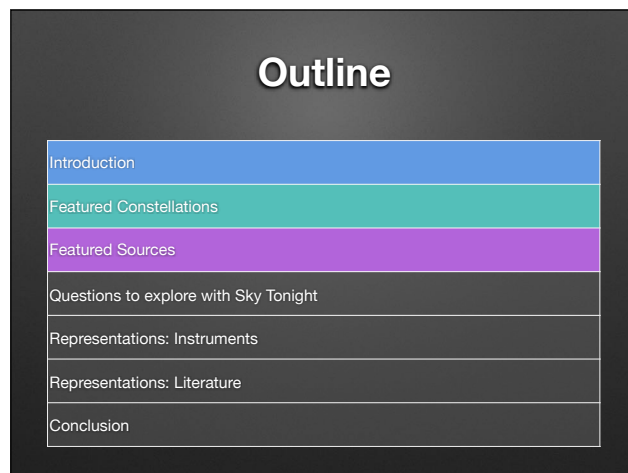 Outline
Introduction
Featured Constellations
Featured Sources
Questions to explore with Sky Tonight
Representations: Instruments
Representations: Literature
Conclusion